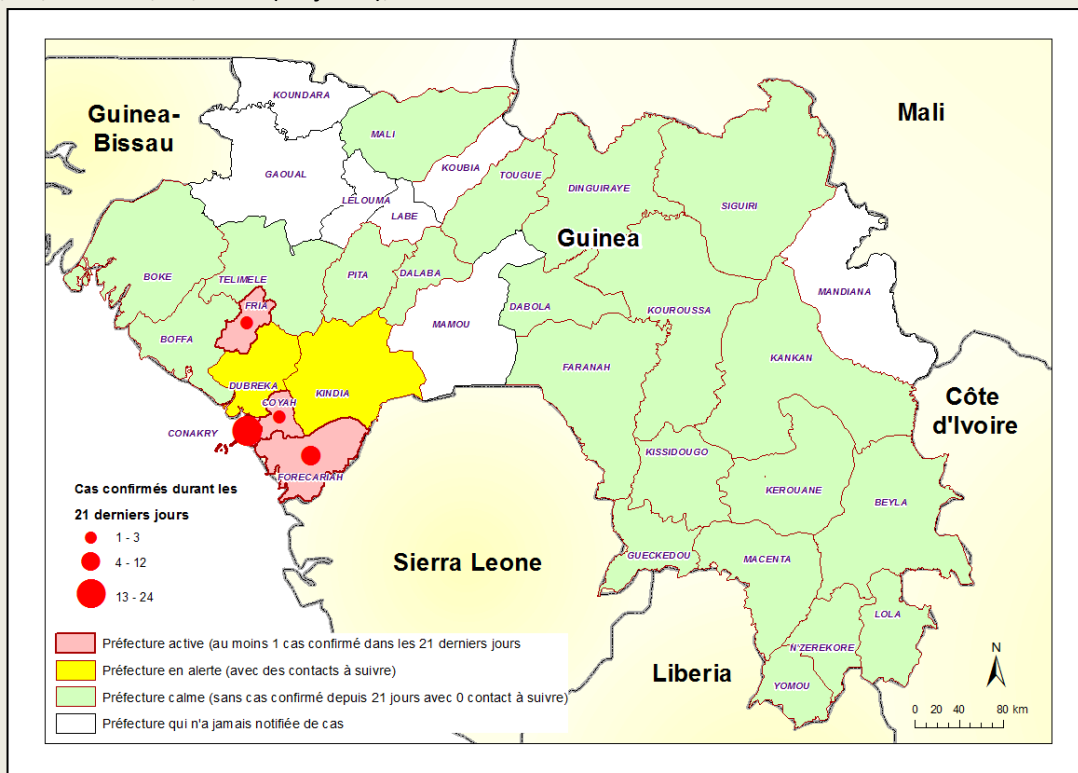 KOUNDARA
Guinea-
Bissau
MALI
Mali
KOUBIA
GAOUAL
TOUGUE
DINGUIRAYE
LELOUMA
SIGUIRI
LABE
Guinea
BOKE
TELIMELE
PITA
DALABA
MANDIANA
FRIA
DABOLA
KOUROUSSA
MAMOU
BOFFA
KANKAN
FARANAH
DUBREKA
KINDIA
Côte
d'Ivoire
COYAH
CONAKRY
KISSIDOUGO
FORECARIAH
KEROUANE
BEYLA
Cas confirmés durant les
21 derniers jours
1 - 3
4 - 12
13 - 24
Sierra Leone
GUECKEDOU
MACENTA
LOLA
N'ZEREKORE
Liberia
YOMOU
N
0 20 40 80 km
Préfecture active (au moins 1 cas confirmé dans les 21 derniers jours
Préfecture en alerte (avec des contacts à suivre)
Préfecture calme (sans cas confirmé depuis 21 jours avec 0 contact à suivre)
Préfecture qui n'a jamais notifiée de cas